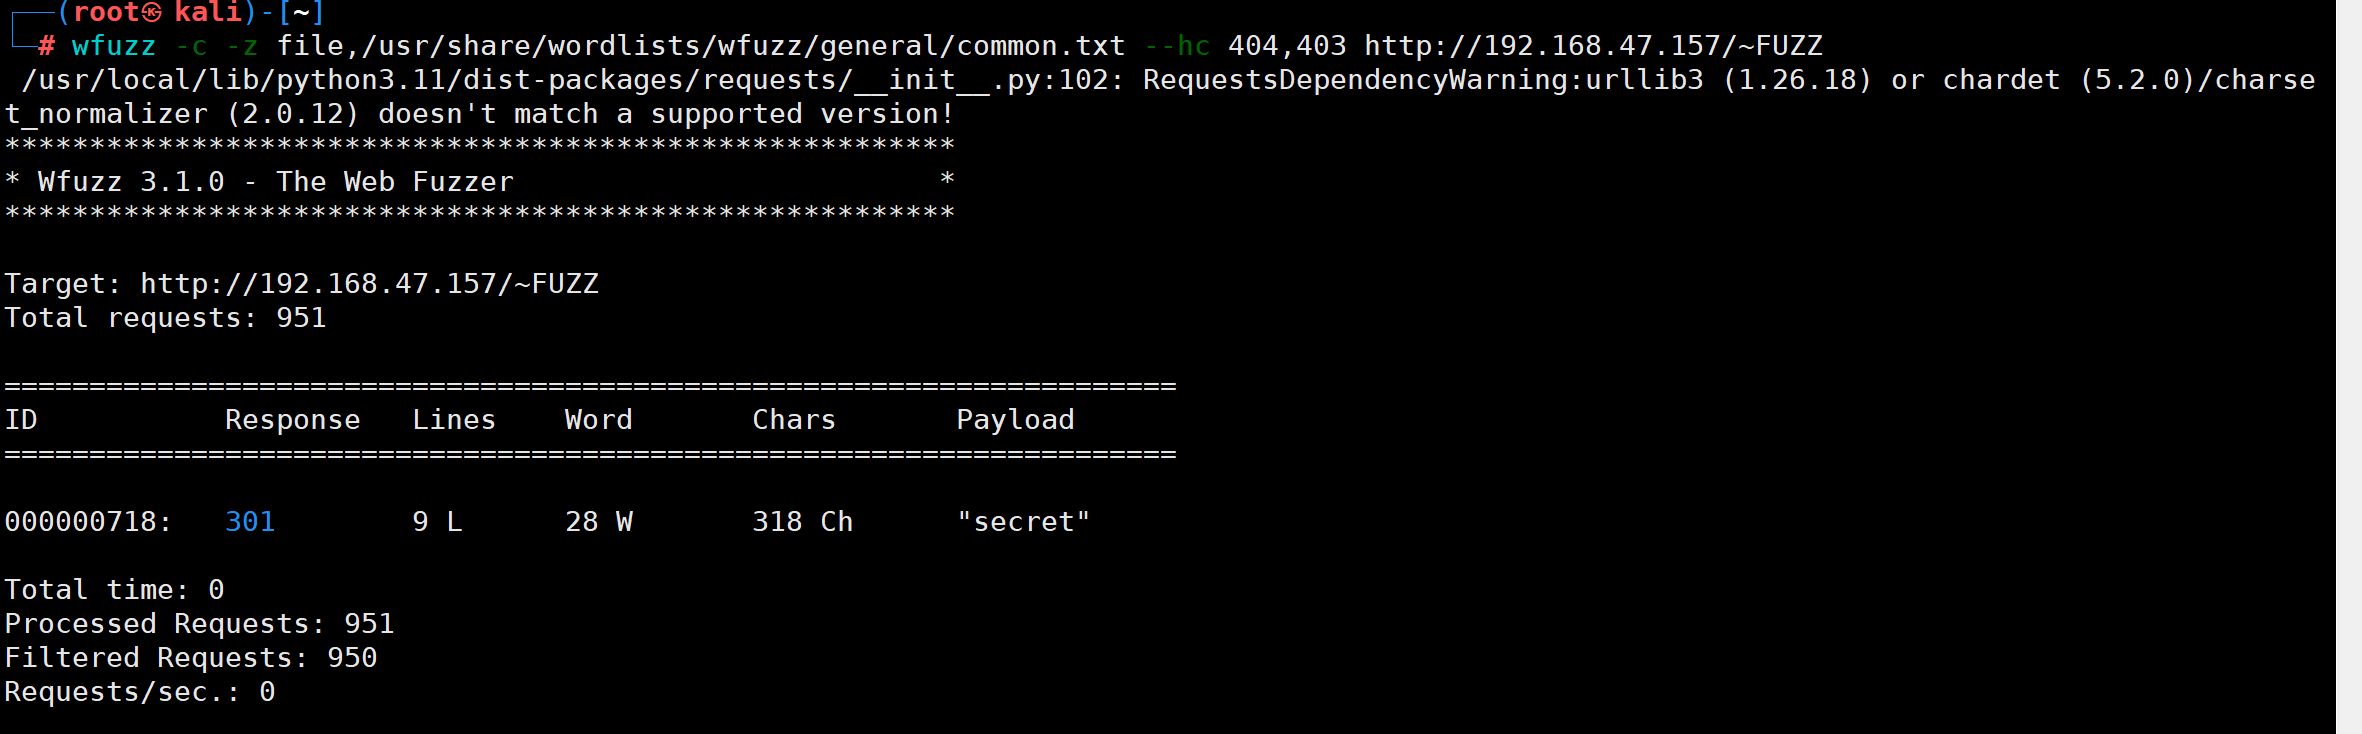 ┌──(root㉿kali)-[~]
└─# wfuzz -c -z file,/usr/share/wordlists/wfuzz/general/common.txt --hc 404,403 http://192.168.47.157/~FUZZ
 /usr/local/lib/python3.11/dist-packages/requests/__init__.py:102: RequestsDependencyWarning:urllib3 (1.26.18) or chardet (5.2.0)/charse
t_normalizer (2.0.12) doesn't match a supported version!
********************************************************
* Wfuzz 3.1.0 - The Web Fuzzer                         *
********************************************************

Target: http://192.168.47.157/~FUZZ
Total requests: 951

=====================================================================
ID           Response   Lines    Word       Chars       Payload
=====================================================================

000000718:   301        9 L      28 W       318 Ch      "secret"

Total time: 0
Processed Requests: 951
Filtered Requests: 950
Requests/sec.: 0